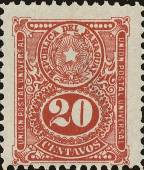 REPUBLICA DEL PARAGUAY
UNION POSTAL UNIVERSAL
UNION POSTAL UNIVERSAL
20
CENTAVOS